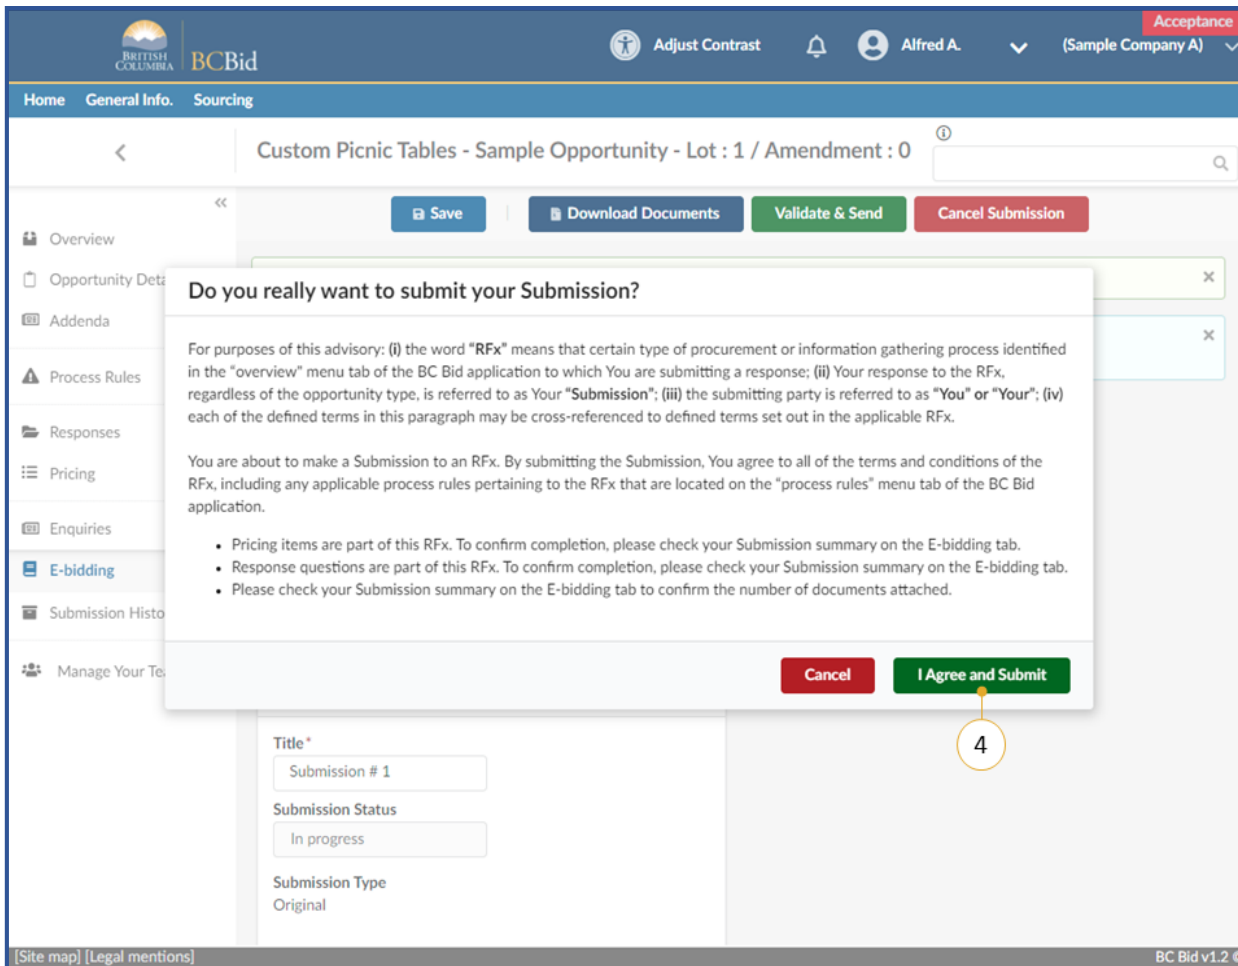 Acceptance
BRITISH
COLUMBIA
BCBid
Adjust Contrast
Alfred A.
(Sample Company A)
Home General Info. Sourcing
Custom Picnic Tables - Sample Opportunity - Lot : 1 / Amendment : 0
Save
Download Documents
Validate & Send
Cancel Submission
Overview
Opportunity Deta
Addenda
Process Rules
Responses
Pricing
Enquiries
E-bidding
Submission Histo
Manage Your Te
Do you really want to submit your Submission?
For purposes of this advisory: (i) the word “RFx” means that certain type of procurement or information gathering process identified
in the “overview” menu tab of the BC Bid application to which You are submitting a response; (ii) Your response to the RFx,
regardless of the opportunity type, is referred to as Your “Submission”; (iii) the submitting party is referred to as “You” or “Your”; (iv)
each of the defined terms in this paragraph may be cross-referenced to defined terms set out in the applicable RFx.
You are about to make a Submission to an RFx. By submitting the Submission, You agree to all of the terms and conditions of the
RFx, including any applicable process rules pertaining to the RFx that are located on the “process rules” menu tab of the BC Bid
application.
• Pricing items are part of this RFx. To confirm completion, please check your Submission summary on the E-bidding tab.
• Response questions are part of this RFx. To confirm completion, please check your Submission summary on the E-bidding tab.
• Please check your Submission summary on the E-bidding tab to confirm the number of documents attached.
Cancel
I Agree and Submit
4
Title*
Submission # 1
Submission Status
In progress
Submission Type
Original
[Site map] [Legal mentions]
BC Bid v1.2 ©